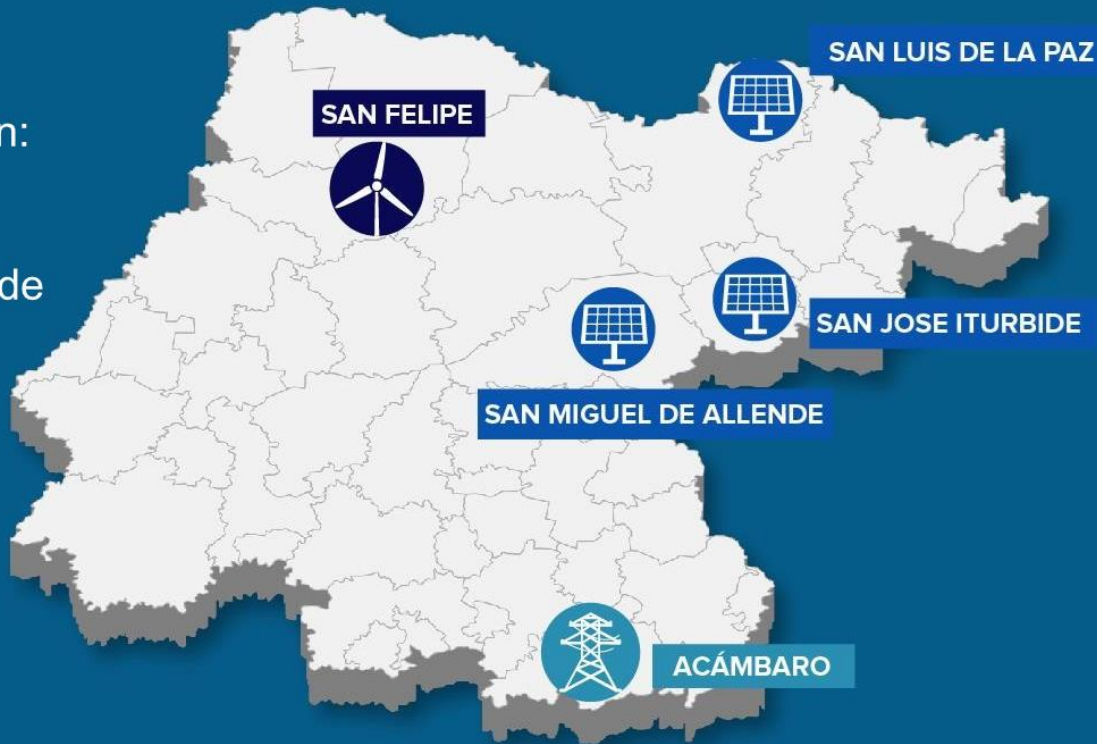 n:
de
SAN LUIS DE LA PAZ
SAN FELIPE
SAN JOSE ITURBIDE
SAN MIGUEL DE ALLENDE
ACÁMBARO